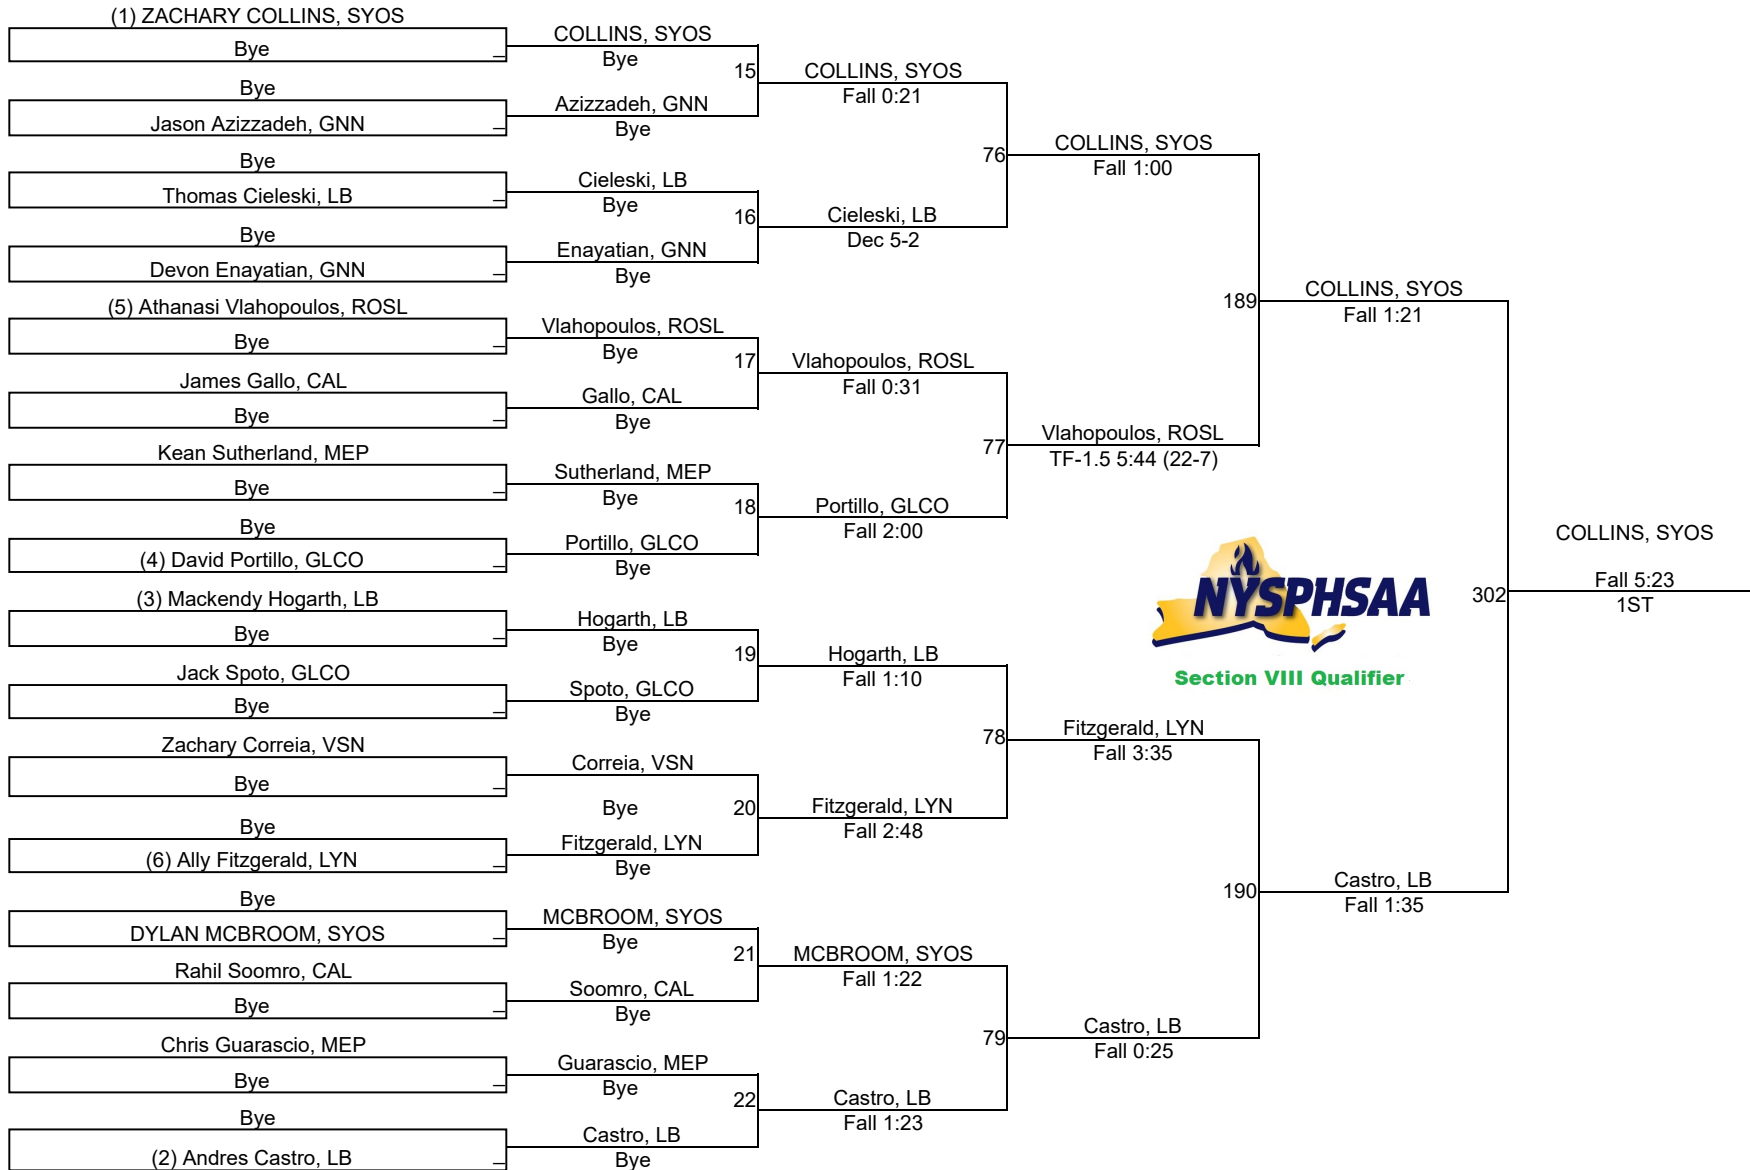 (1) ZACHARY COLLINS, SYOS
Bye
Bye
Jason Azizzadeh, GNN
Bye
Thomas Cieleski, LB
Bye
Devon Enayatian, GNN
(5) Athanasi Vlahopoulos, ROSL
Bye
James Gallo, CAL
Bye
Kean Sutherland, MEP
Bye
Bye
(4) David Portillo, GLCO
(3) Mackendy Hogarth, LB
Bye
Jack Spoto, GLCO
Bye
Zachary Correia, VSN
Bye
Bye
(6) Ally Fitzgerald, LYN
Bye
DYLAN MCBROOM, SYOS
Rahil Soomro, CAL
Bye
Chris Guarascio, MEP
Bye
Bye
(2) Andres Castro, LB
COLLINS, SYOS
Bye
15
Azizzadeh, GNN
Bye
Cieleski, LB
Bye
16
Enayatian, GNN
Bye
Vlahopoulos, ROSL
Bye
17
Gallo, CAL
Bye
Sutherland, MEP
Bye
18
Portillo, GLCO
Bye
Hogarth, LB
Bye
19
Spoto, GLCO
Bye
Correia, VSN
Bye
20
Fitzgerald, LYN
Bye
MCBROOM, SYOS
Bye
21
Soomro, CAL
Bye
Guarascio, MEP
Bye
22
Castro, LB
Bye
COLLINS, SYOS
Fall 0:21
76
Cieleski, LB
Dec 5-2
Vlahopoulos, ROSL
Fall 0:31
77
Portillo, GLCO
Fall 2:00
Hogarth, LB
Fall 1:10
78
Fitzgerald, LYN
Fall 2:48
MCBROOM, SYOS
Fall 1:22
79
Castro, LB
Fall 1:23
COLLINS, SYOS
Fall 1:00
189
Vlahopoulos, ROSL
TF-1.5 5:44 (22-7)
Fitzgerald, LYN
Fall 3:35
190
Castro, LB
Fall 0:25
COLLINS, SYOS
Fall 1:21
302
Castro, LB
Fall 1:35
COLLINS, SYOS
Fall 5:23
1ST
NYSPHSAA
Section VIII Qualifier